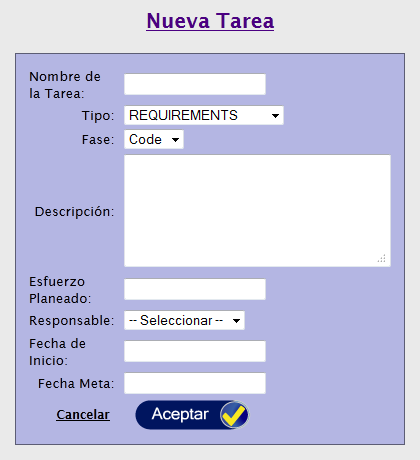 Nueva Tarea
Nombre de
la Tarea:
Tipo: REQUIREMENTS
Fase: Code
Descripción:
Esfuerzo
Planeado:
Responsable: -- Seleccionar --
Fecha de
Inicio:
Fecha Meta:
Cancelar Aceptar